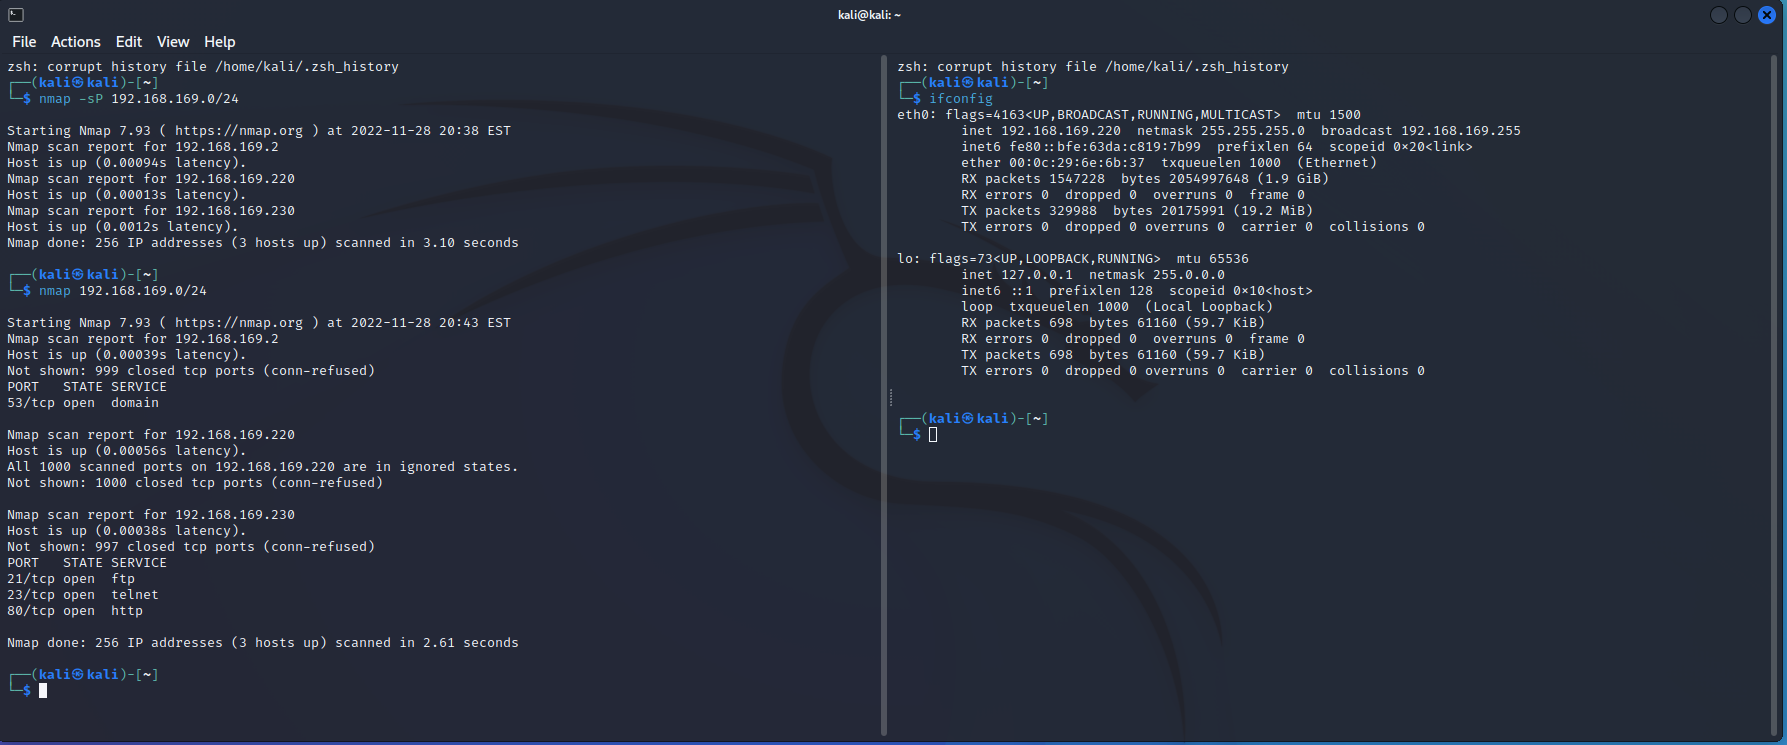 kali@kali: ~
File Actions Edit View Help
zsh: corrupt history file /home/kali/.zsh_history
┌──(kali㉿kali)-[~]
└─$ nmap -sP 192.168.169.0/24
Starting Nmap 7.93 ( https://nmap.org ) at 2022-11-28 20:38 EST
Nmap scan report for 192.168.169.2
Host is up (0.00094s latency).
Nmap scan report for 192.168.169.220
Host is up (0.00013s latency).
Nmap scan report for 192.168.169.230
Host is up (0.0012s latency).
Nmap done: 256 IP addresses (3 hosts up) scanned in 3.10 seconds
┌──(kali㉿kali)-[~]
└─$ nmap 192.168.169.0/24
Starting Nmap 7.93 ( https://nmap.org ) at 2022-11-28 20:43 EST
Nmap scan report for 192.168.169.2
Host is up (0.00039s latency).
Not shown: 999 closed tcp ports (conn-refused)
PORT   STATE SERVICE
53/tcp open  domain
Nmap scan report for 192.168.169.220
Host is up (0.00056s latency).
All 1000 scanned ports on 192.168.169.220 are in ignored states.
Not shown: 1000 closed tcp ports (conn-refused)
Nmap scan report for 192.168.169.230
Host is up (0.00038s latency).
Not shown: 997 closed tcp ports (conn-refused)
PORT   STATE SERVICE
21/tcp open  ftp
23/tcp open  telnet
80/tcp open  http
Nmap done: 256 IP addresses (3 hosts up) scanned in 2.61 seconds
┌──(kali㉿kali)-[~]
└─$
zsh: corrupt history file /home/kali/.zsh_history
┌──(kali㉿kali)-[~]
└─$ ifconfig
eth0: flags=4163<UP,BROADCAST,RUNNING,MULTICAST>  mtu 1500
inet 192.168.169.220  netmask 255.255.255.0  broadcast 192.168.169.255
inet6 fe80::bfe:63da:c819:7b99  prefixlen 64  scopeid 0×20<link>
ether 00:0c:29:6e:6b:37  txqueuelen 1000  (Ethernet)
RX packets 1547228  bytes 2054997648 (1.9 GiB)
RX errors 0  dropped 0  overruns 0  frame 0
TX packets 329988  bytes 20175991 (19.2 MiB)
TX errors 0  dropped 0 overruns 0  carrier 0  collisions 0
lo: flags=73<UP,LOOPBACK,RUNNING>  mtu 65536
inet 127.0.0.1  netmask 255.0.0.0
inet6 ::1  prefixlen 128  scopeid 0×10<host>
loop  txqueuelen 1000  (Local Loopback)
RX packets 698  bytes 61160 (59.7 KiB)
RX errors 0  dropped 0  overruns 0  frame 0
TX packets 698  bytes 61160 (59.7 KiB)
TX errors 0  dropped 0 overruns 0  carrier 0  collisions 0
┌──(kali㉿kali)-[~]
└─$